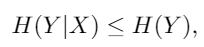 H(Y|X) ≤ H(Y),